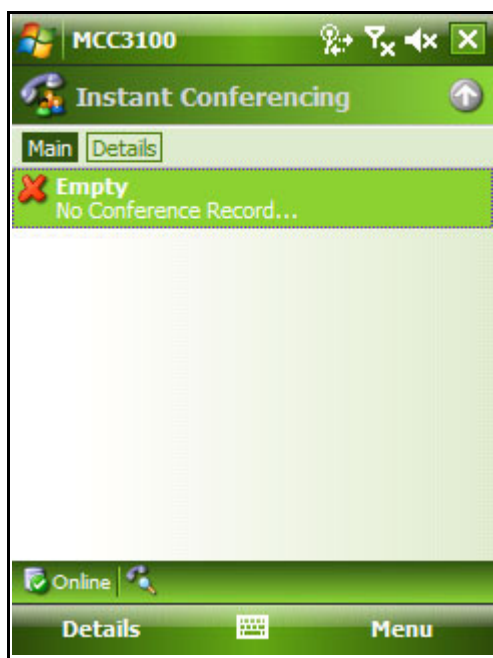 MCC3100
Instant Conferencing
Main Details
Empty
No Conference Record...
Online
Details Menu